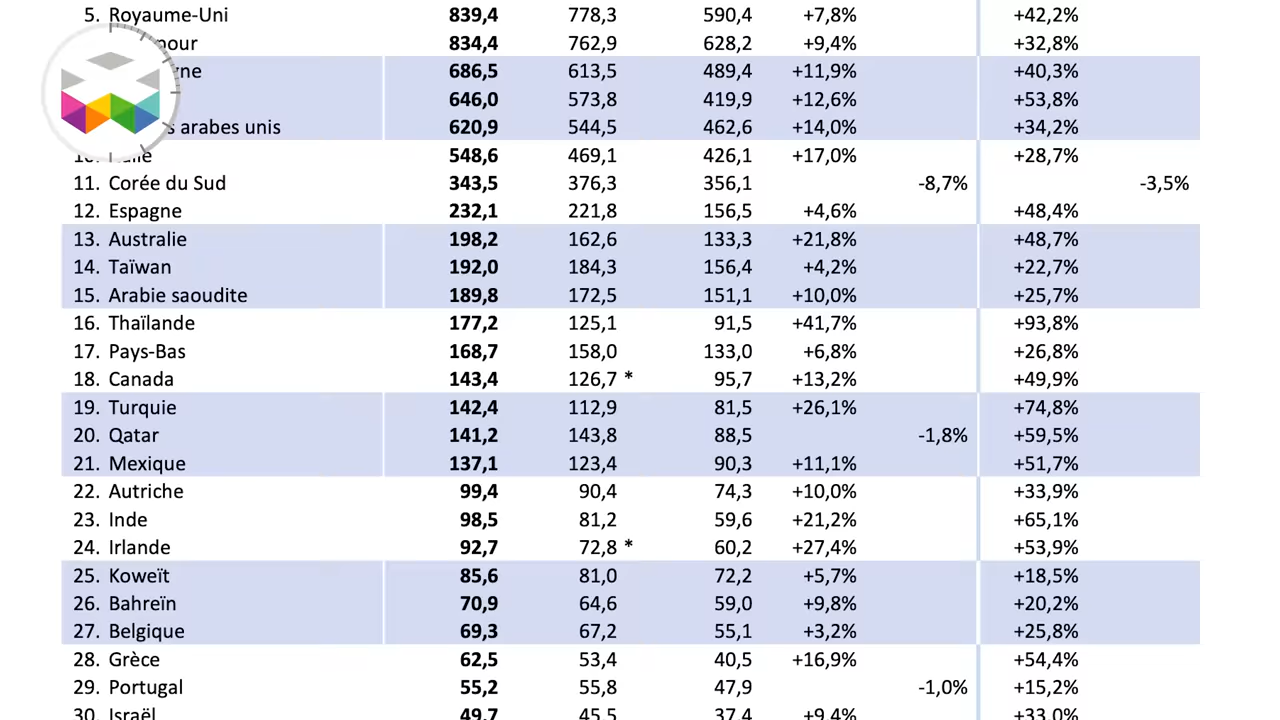 5. Royaume-Uni 839,4 778,3 590,4 +7,8% +42,2%
834,4 762,9 628,2 +9,4% +32,8%
686,5 613,5 489,4 +11,9% +40,3%
646,0 573,8 419,9 +12,6% +53,8%
arabes unis 620,9 544,5 462,6 +14,0% +34,2%
548,6 469,1 426,1 +17,0% +28,7%
11. Corée du Sud 343,5 376,3 356,1 -8,7% -3,5%
12. Espagne 232,1 221,8 156,5 +4,6% +48,4%
13. Australie 198,2 162,6 133,3 +21,8% +48,7%
14. Taïwan 192,0 184,3 156,4 +4,2% +22,7%
15. Arabie saoudite 189,8 172,5 151,1 +10,0% +25,7%
16. Thaïlande 177,2 125,1 91,5 +41,7% +93,8%
17. Pays-Bas 168,7 158,0 133,0 +6,8% +26,8%
18. Canada 143,4 126,7 * 95,7 +13,2% +49,9%
19. Turquie 142,4 112,9 81,5 +26,1% +74,8%
20. Qatar 141,2 143,8 88,5 -1,8% +59,5%
21. Mexique 137,1 123,4 90,3 +11,1% +51,7%
22. Autriche 99,4 90,4 74,3 +10,0% +33,9%
23. Inde 98,5 81,2 59,6 +21,2% +65,1%
24. Irlande 92,7 72,8 * 60,2 +27,4% +53,9%
25. Koweït 85,6 81,0 72,2 +5,7% +18,5%
26. Bahreïn 70,9 64,6 59,0 +9,8% +20,2%
27. Belgique 69,3 67,2 55,1 +3,2% +25,8%
28. Grèce 62,5 53,4 40,5 +16,9% +54,4%
29. Portugal 55,2 55,8 47,9 -1,0% +15,2%
30. Israël 49,7 45,5 37,4 +9,4% +33,0%